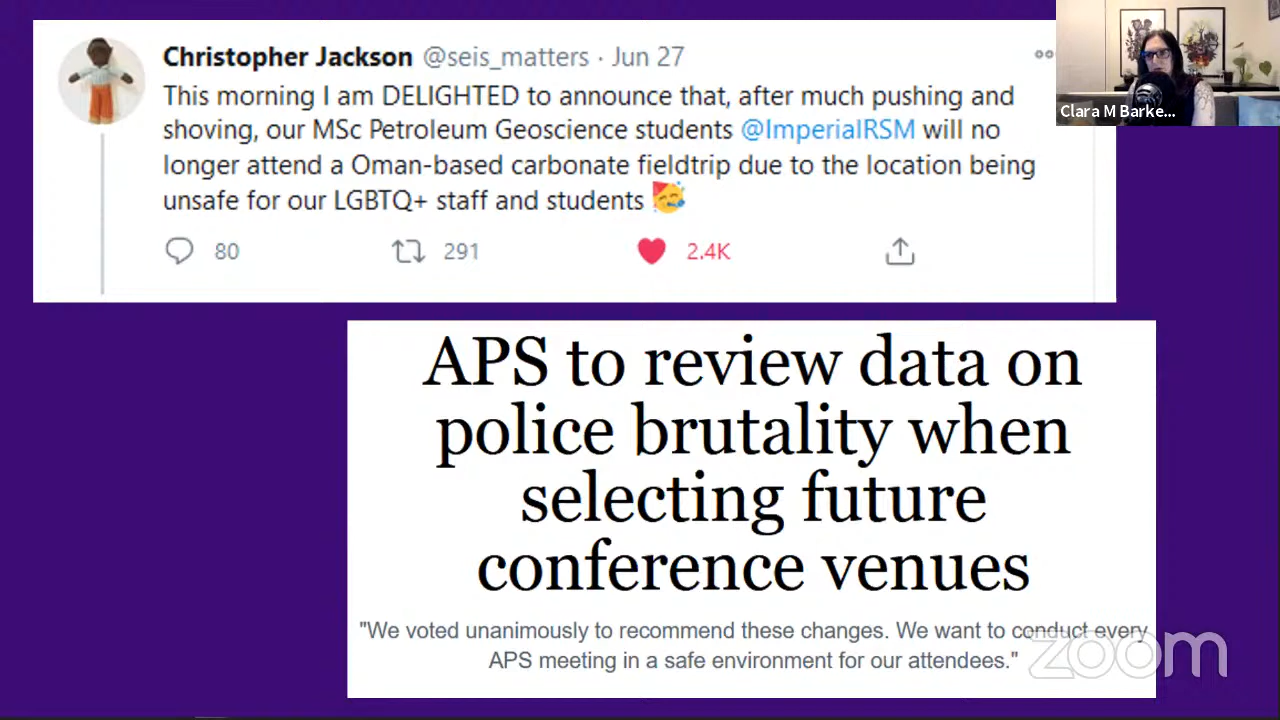 Christopher Jackson @seis_matters · Jun 27
This morning I am DELIGHTED to announce that, after much pushing and
shoving, our MSc Petroleum Geoscience students @ImperialRSM will no
longer attend a Oman-based carbonate fieldtrip due to the location being
unsafe for our LGBTQ+ staff and students
80 291 2.4K
Clara M Barke...
APS to review data on
police brutality when
selecting future
conference venues
"We voted unanimously to recommend these changes. We want to conduct every
APS meeting in a safe environment for our attendees."
zoom